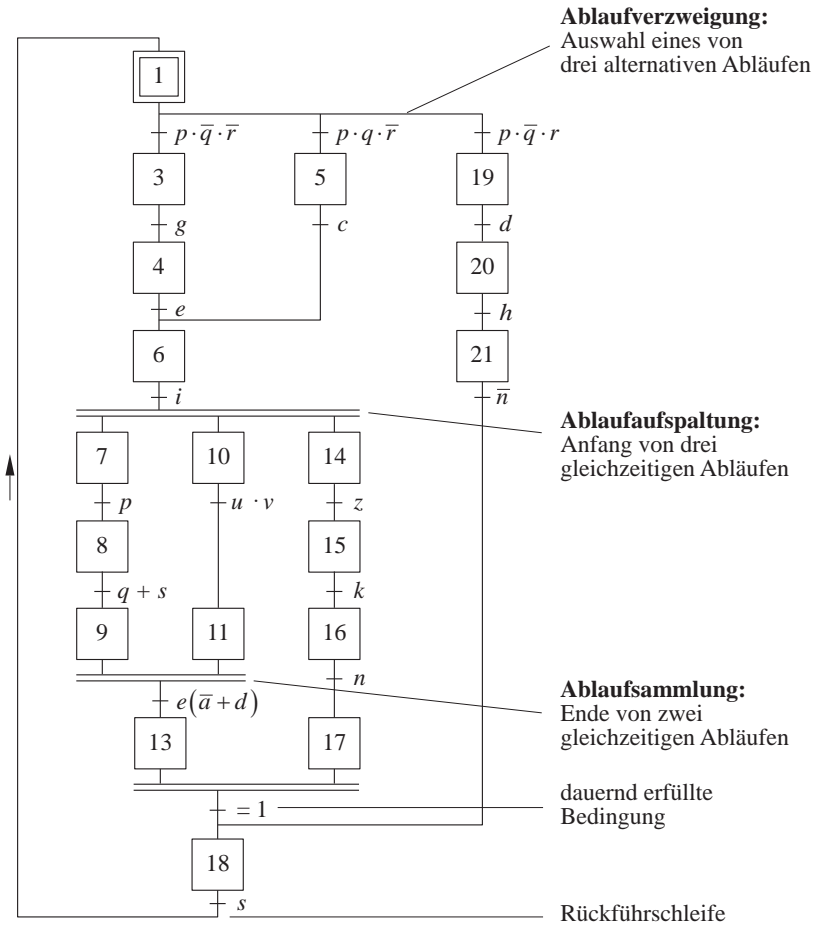 Ablaufverzweigung:
Auswahl eines von
drei alternativen Abläufen
1
p · q̅ · r̅
p · q · r̅
p · q̅ · r
3
5
19
g
c
d
4
20
e
h
6
21
i
n̅
Ablaufaufspaltung:
Anfang von drei
gleichzeitigen Abläufen
7
10
14
p
u · v
z
8
15
q + s
k
9
11
16
n
Ablaufsammlung:
Ende von zwei
gleichzeitigen Abläufen
e(a̅ + d)
13
17
dauernd erfüllte
Bedingung
= 1
18
s
Rückführschleife